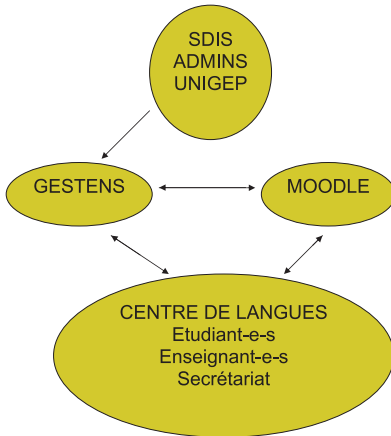 SDIS
ADMINS
UNIGEP
GESTENS
MOODLE
CENTRE DE LANGUES
Etudiant-e-s
Enseignant-e-s
Secrétariat